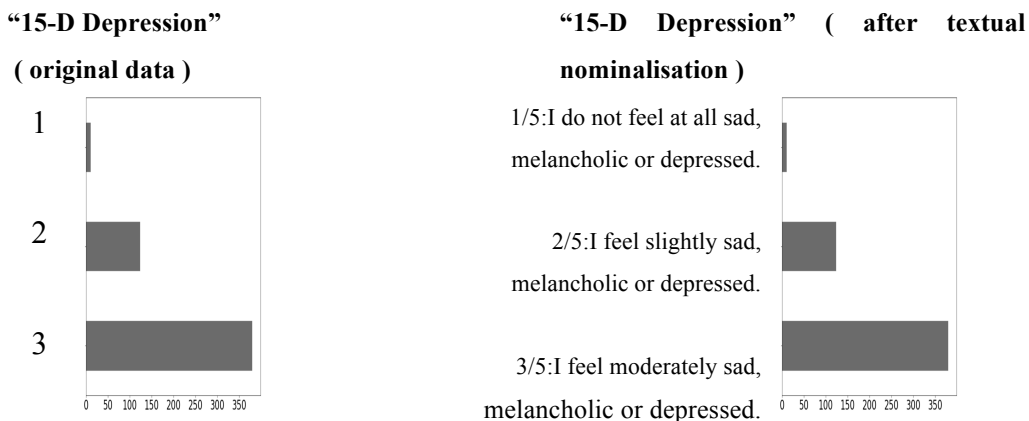 “15-D Depression”
( original data )
1
2
3
0 50 100 150 200 250 300 350
“15-D Depression” ( after textual
nominalisation )
1/5:I do not feel at all sad,
melancholic or depressed.
2/5:I feel slightly sad,
melancholic or depressed.
3/5:I feel moderately sad,
melancholic or depressed.
0 50 100 150 200 250 300 350